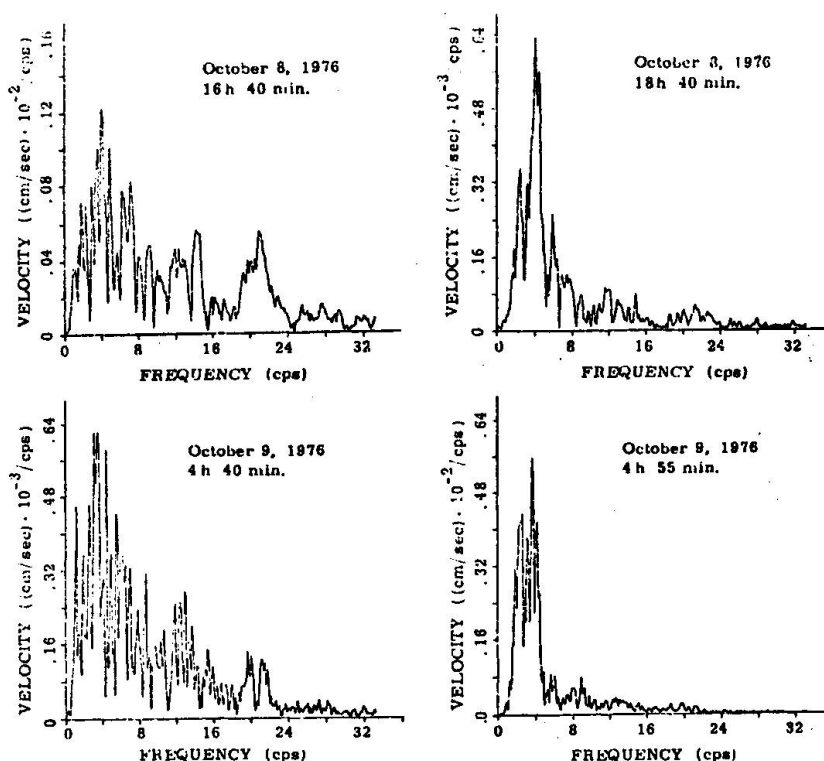 October 8, 1976
16h 40 min.
VELOCITY ((cm/sec) · 10-2/cps)
0 .04 .08 0.12 .16
0 8 16 24 32
FREQUENCY (cps)
October 8, 1976
18h 40 min.
VELOCITY ((cm/sec) · 10-3/cps)
0 .16 .32 .48 .64
0 8 16 24 32
FREQUENCY (cps)
October 9, 1976
4h 40 min.
VELOCITY ((cm/sec) · 10-3/cps)
0 .16 .32 .48 .64
0 8 16 24 32
FREQUENCY (cps)
October 9, 1976
4h 55 min.
VELOCITY ((cm/sec) · 10-2/cps)
.0 .16 .32 .48 .64
0 8 16 24 32
FREQUENCY (cps)